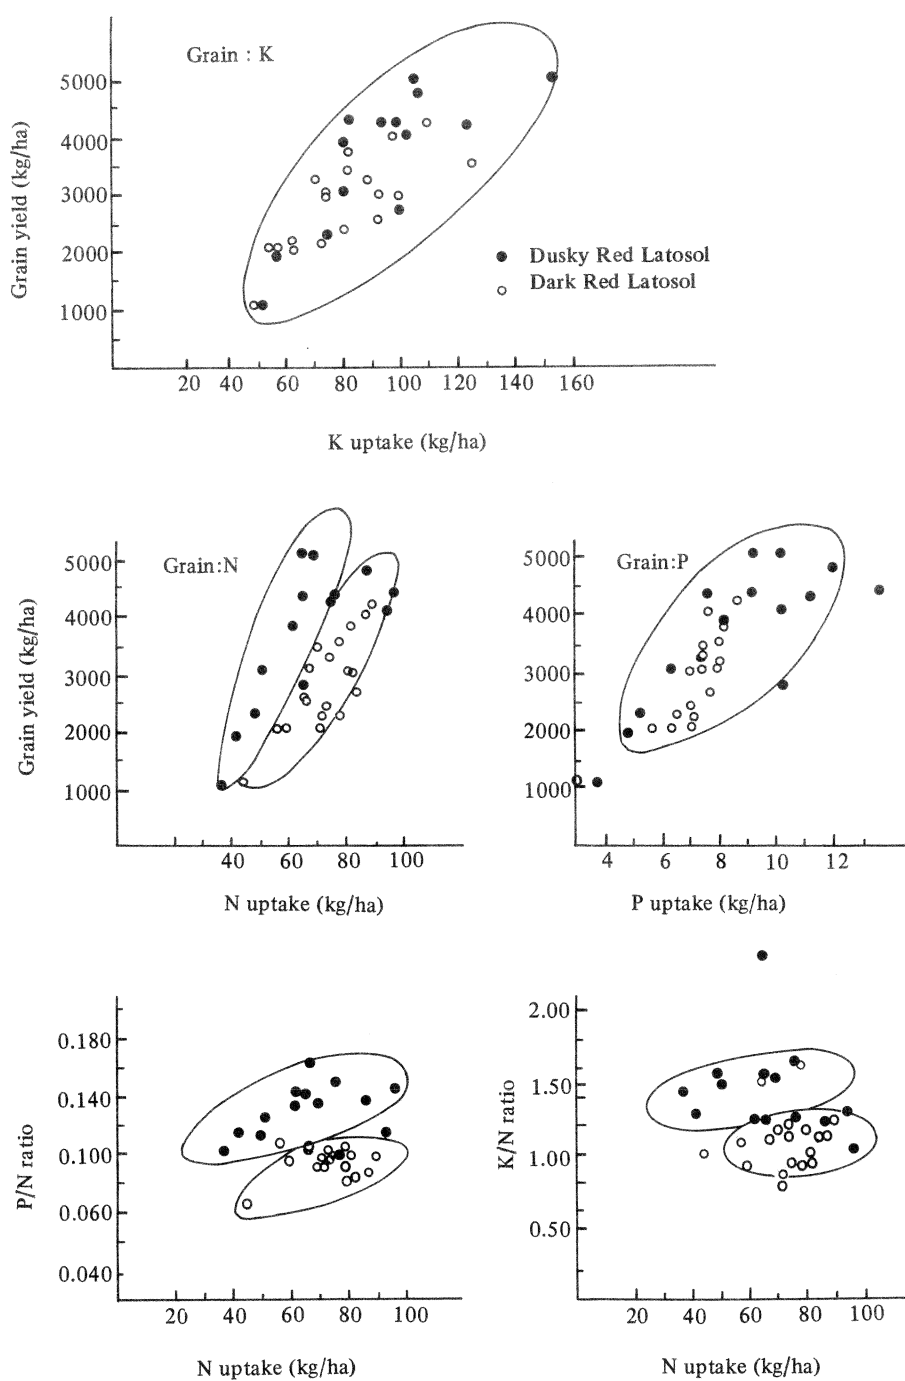 Grain : K
Grain yield (kg/ha)
5000
4000
3000
2000
1000
Dusky Red Latosol
Dark Red Latosol
20 40 60 80 100 120 140 160
K uptake (kg/ha)
Grain:N
Grain yield (kg/ha)
5000
4000
3000
2000
1000
40 60 80 100
N uptake (kg/ha)
Grain:P
5000
4000
3000
2000
1000
4 6 8 10 12
P uptake (kg/ha)
P/N ratio
0.180
0.140
0.100
0.060
0.040
20 40 60 80 100
N uptake (kg/ha)
K/N ratio
2.00
1.50
1.00
0.50
20 40 60 80 100
N uptake (kg/ha)